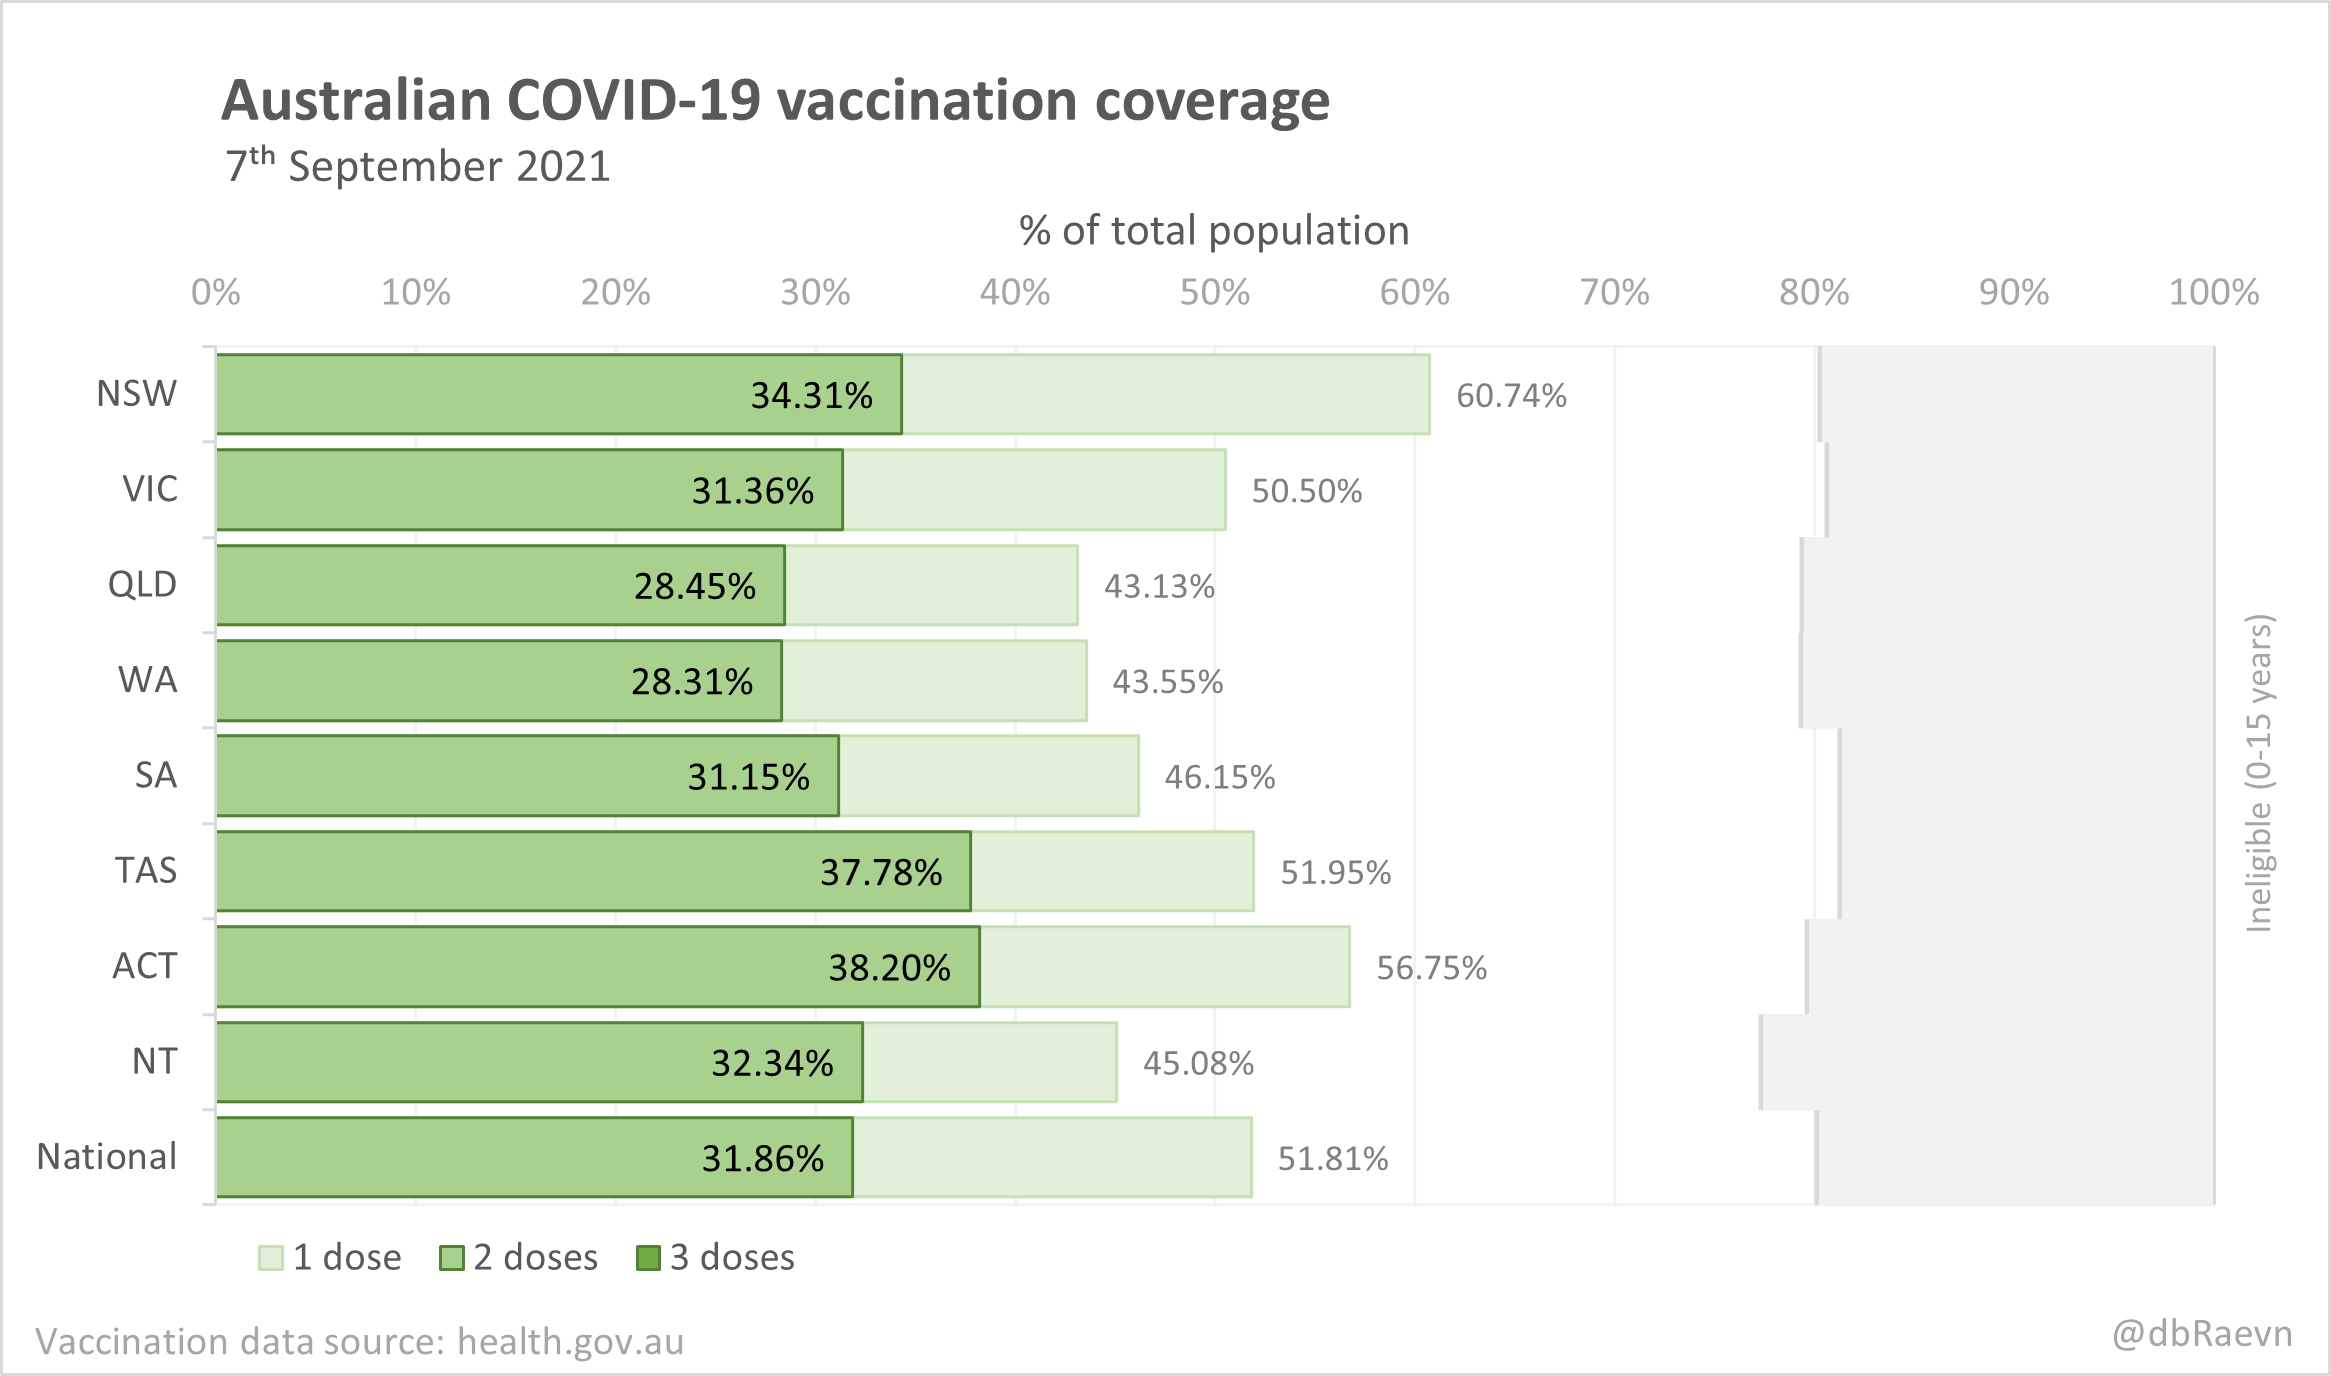 Australian COVID-19 vaccination coverage
7th September 2021
% of total population
0% 10% 20% 30% 40% 50% 60% 70% 80% 90% 100%
NSW 34.31% 60.74%
VIC 31.36% 50.50%
QLD 28.45% 43.13%
WA 28.31% 43.55%
SA 31.15% 46.15%
TAS 37.78% 51.95%
ACT 38.20% 56.75%
NT 32.34% 45.08%
National 31.86% 51.81%
Ineligible (0-15 years)
1 dose 2 doses 3 doses
Vaccination data source: health.gov.au
@dbRaevn